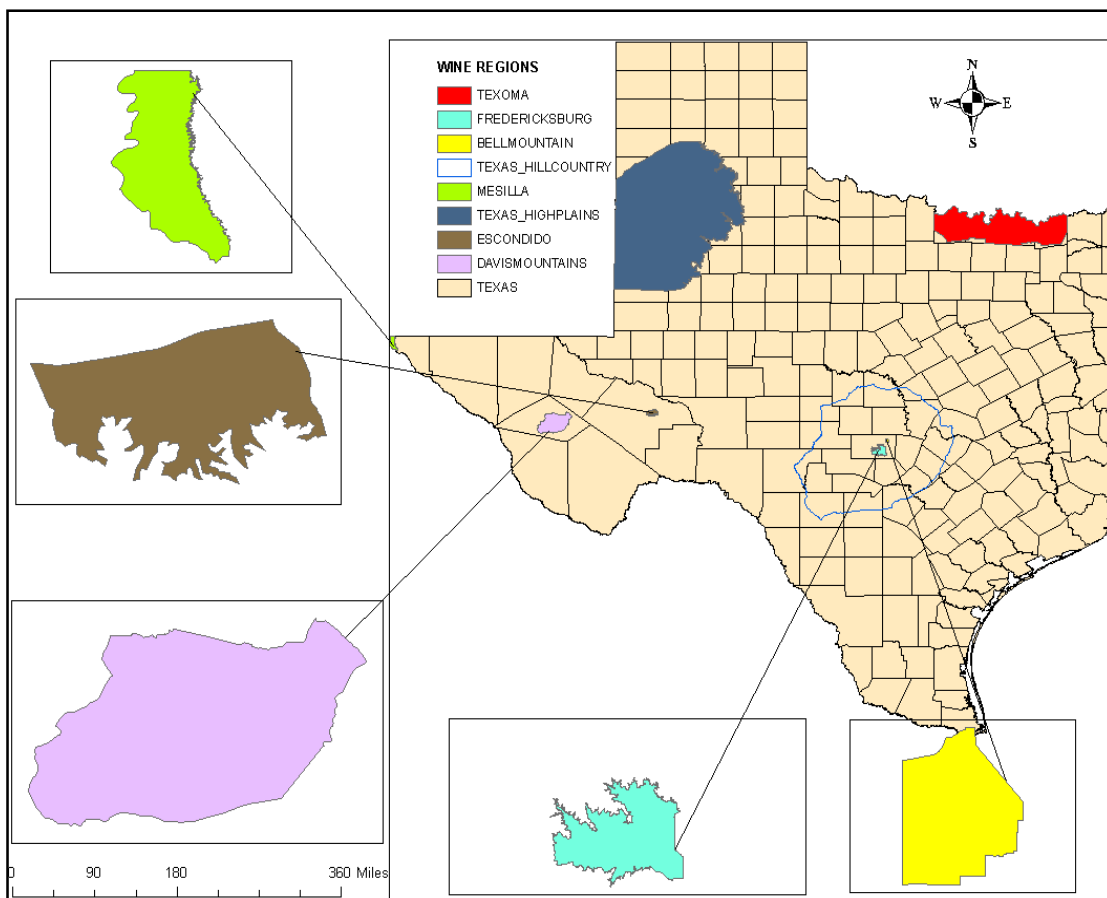 WINE REGIONS
TEXOMA
FREDERICKSBURG
BELLMOUNTAIN
TEXAS_HILLCOUNTRY
MESILLA
TEXAS_HIGHPLAINS
ESCONDIDO
DAVISMOUNTAINS
TEXAS
N
W E
S
0 90 180 360 Miles